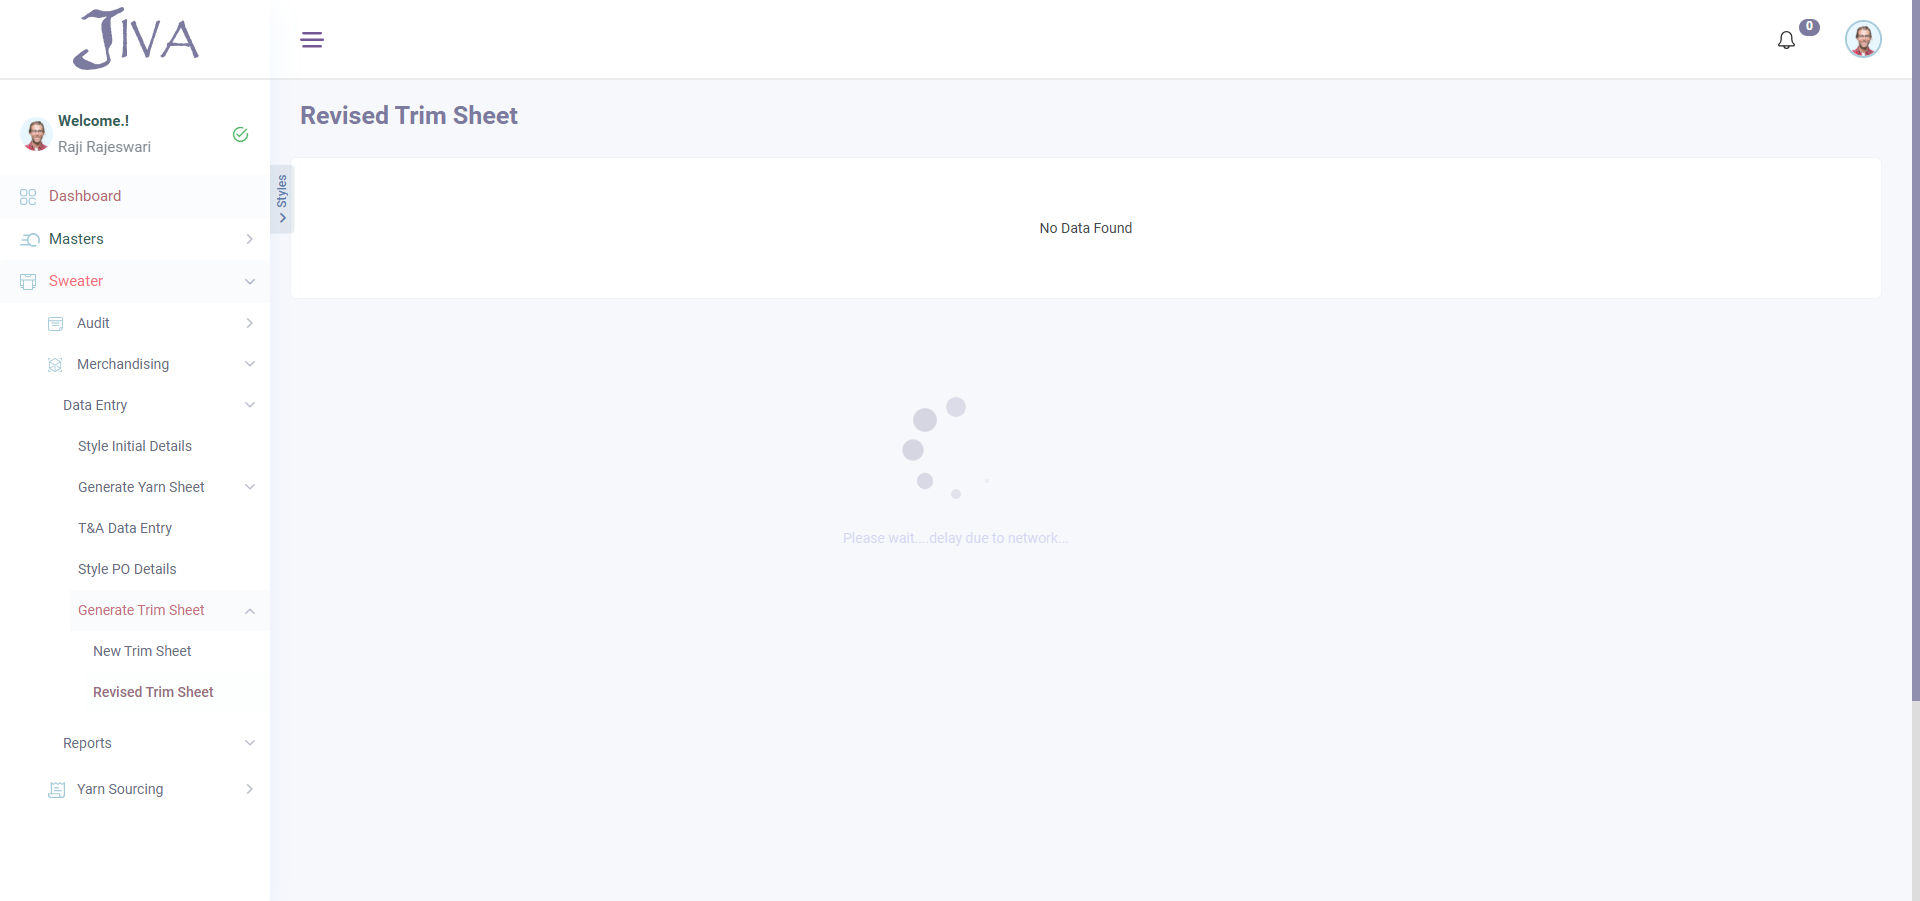 JIVA
0
Welcome.!
Raji Rajeswari
Dashboard
Masters
Sweater
Audit
Merchandising
Data Entry
Style Initial Details
Generate Yarn Sheet
T&A Data Entry
Style PO Details
Generate Trim Sheet
New Trim Sheet
Revised Trim Sheet
Reports
Yarn Sourcing
Styles
Revised Trim Sheet
No Data Found
Please wait....delay due to network...